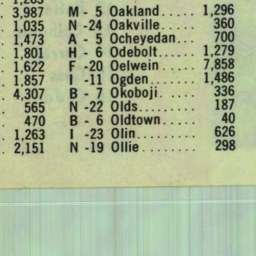 . 3,987 M - 5 Oakland..... 1,296
. 1,035 N -24 Oakville.... 360
. 1,473 A - 5 Ocheyedan... 700
. 1,801 H - 6 Odebolt..... 1,279
. 1,622 F -20 Oelwein.... 7,858
. 1,857 I -11 Ogden....... 1,486
. 4,307 B - 7 Okoboji..... 336
. 565 N -22 Olds......... 187
. 470 B - 6 Oldtown..... 40
. 1,263 I -23 Olin......... 626
. 2,151 N -19 Ollie........ 298